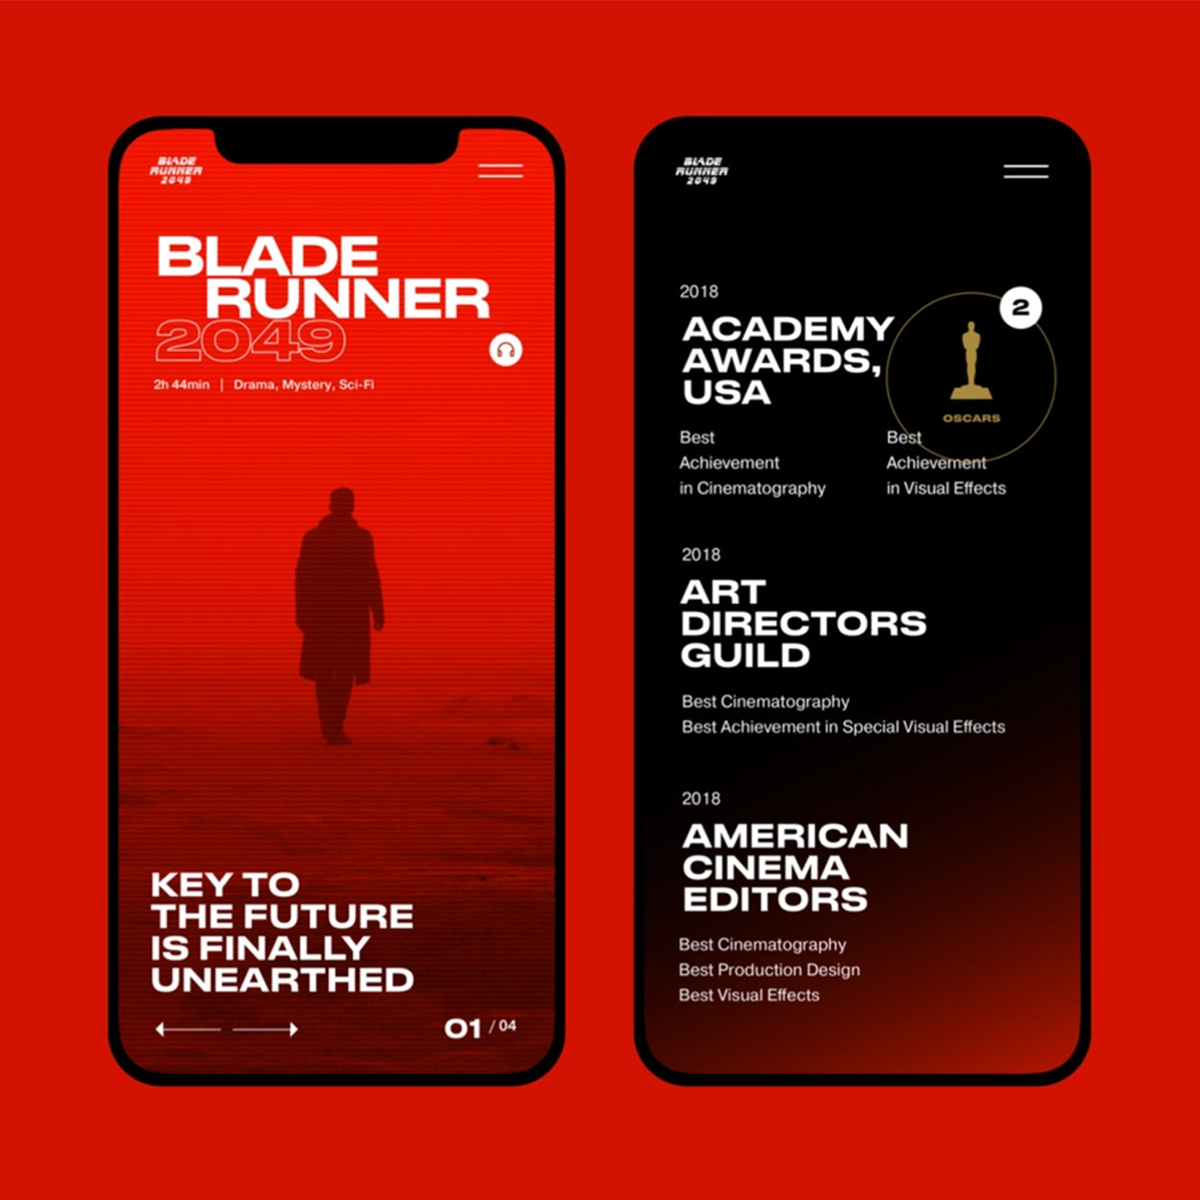 BLADE
RUNNER
2049
BLADE
RUNNER
2049
2h 44min | Drama, Mystery, Sci-Fi
KEY TO
THE FUTURE
IS FINALLY
UNEARTHED
01 / 04
BLADE
RUNNER
2049
2018
ACADEMY
AWARDS,
USA
2
OSCARS
Best
Achievement
in Cinematography
Best
Achievement
in Visual Effects
2018
ART
DIRECTORS
GUILD
Best Cinematography
Best Achievement in Special Visual Effects
2018
AMERICAN
CINEMA
EDITORS
Best Cinematography
Best Production Design
Best Visual Effects